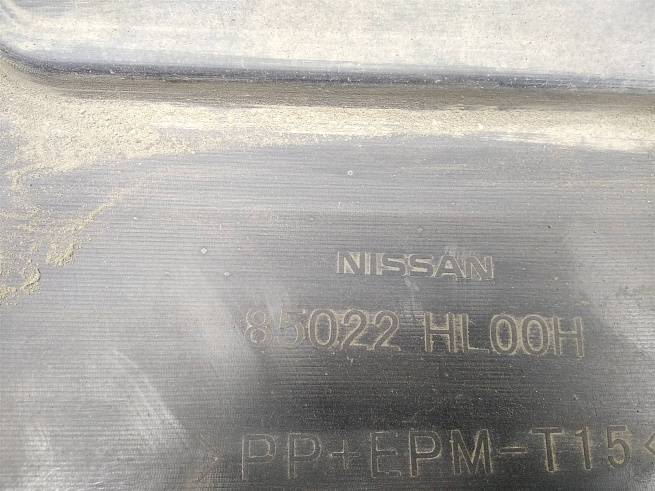 NISSAN
85022 HL00H
>PP+EPM-T15<